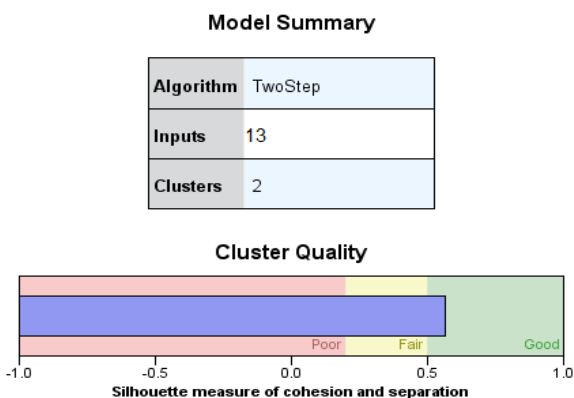 Model Summary
Algorithm TwoStep
Inputs 13
Clusters 2
Cluster Quality
Poor Fair Good
-1.0 -0.5 0.0 0.5 1.0
Silhouette measure of cohesion and separation